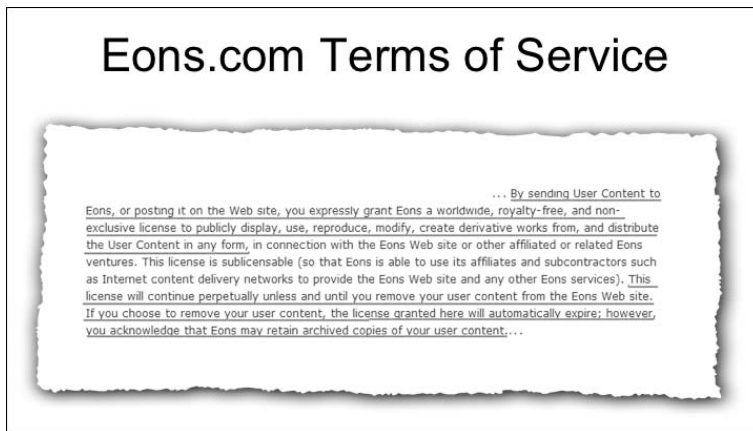 Eons.com Terms of Service
... By sending User Content to
Eons, or posting it on the Web site, you expressly grant Eons a worldwide, royalty-free, and non-
exclusive license to publicly display, use, reproduce, modify, create derivative works from, and distribute
the User Content in any form, in connection with the Eons Web site or other affiliated or related Eons
ventures. This license is sublicensable (so that Eons is able to use its affiliates and subcontractors such
as Internet content delivery networks to provide the Eons Web site and any other Eons services). This
license will continue perpetually unless and until you remove your user content from the Eons Web site.
If you choose to remove your user content, the license granted here will automatically expire; however,
you acknowledge that Eons may retain archived copies of your user content....